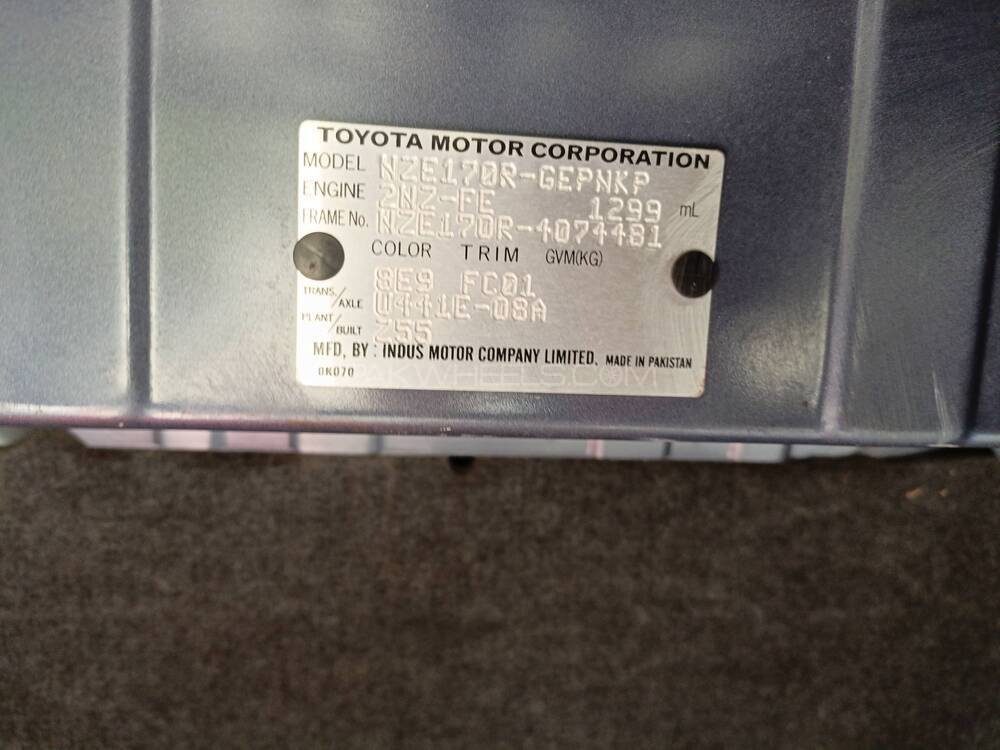 TOYOTA MOTOR CORPORATION
MODEL NZE170R-GEPNKP
ENGINE 2NZ-FE 1299 mL
FRAME No. NZE170R-4074481
COLOR TRIM GVM(KG)
8E9 FC01
TRANS./AXLE U441E-08A
PLANT/BUILT Z55
MFD, BY : INDUS MOTOR COMPANY LIMITED. MADE IN PAKISTAN
0K070